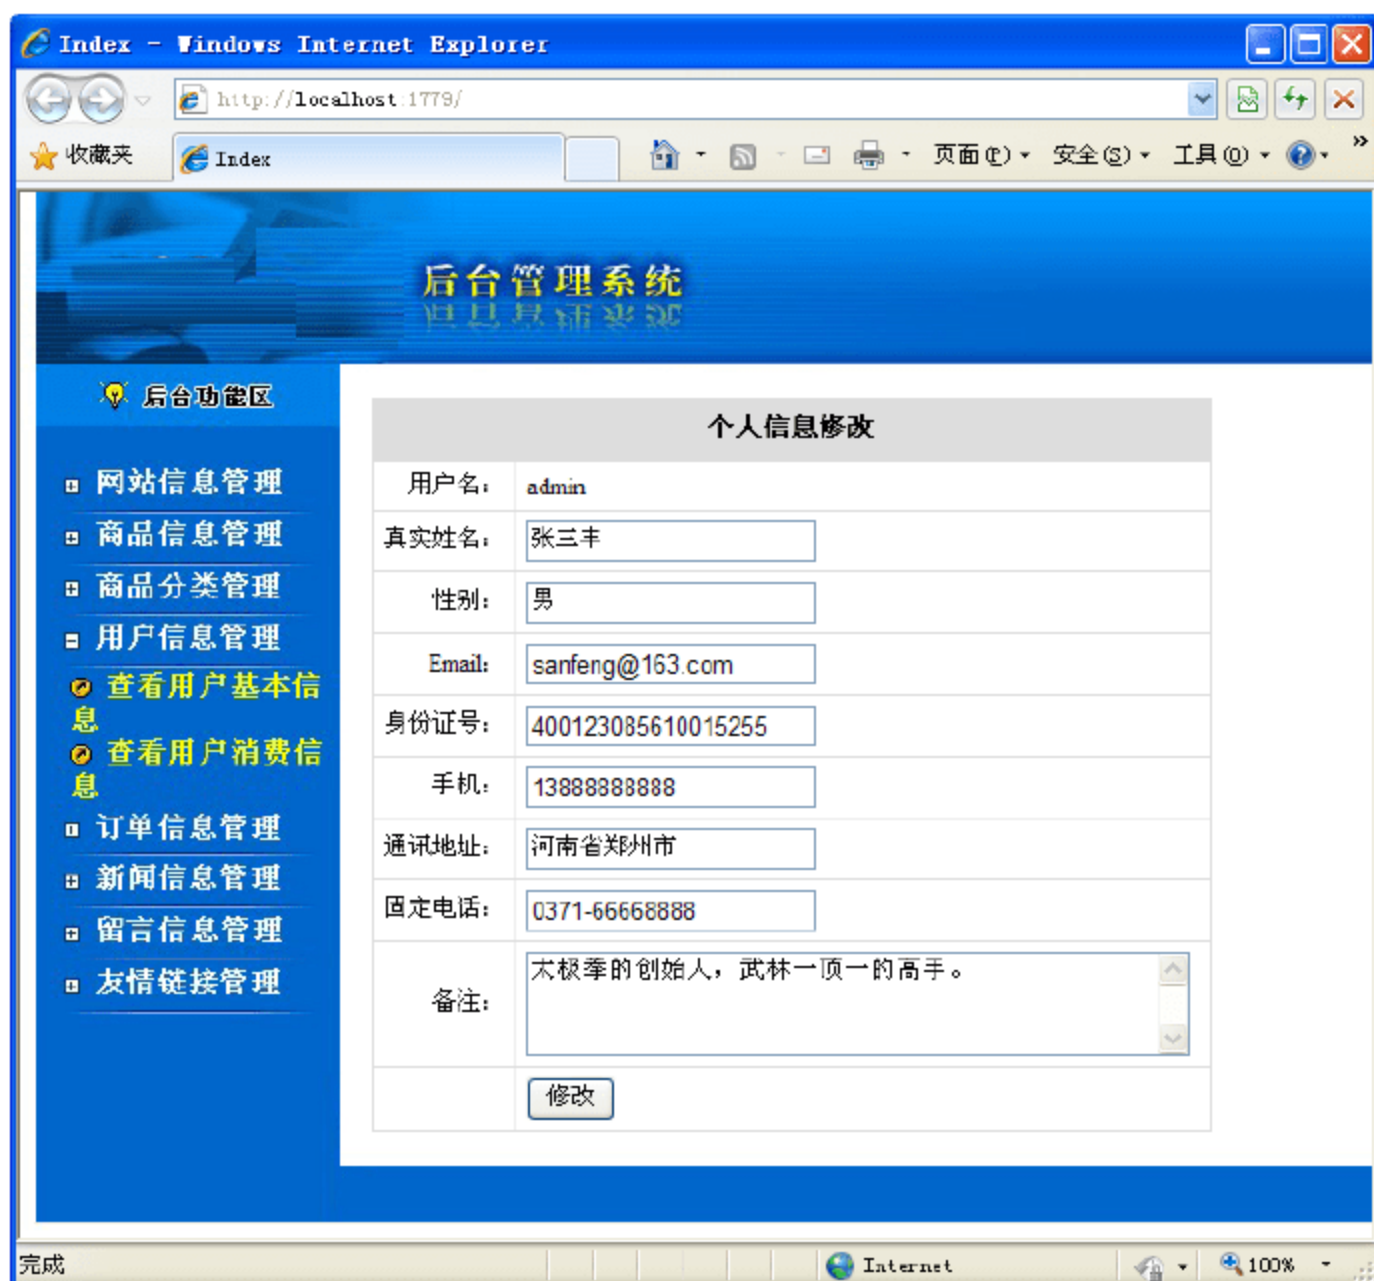 Index - Windows Internet Explorer
http://localhost:1779/
收藏夹
Index
页面(P)
安全(S)
工具(O)
»
后台管理系统
后台功能区
网站信息管理
商品信息管理
商品分类管理
用户信息管理
查看用户基本信
息
查看用户消费信
息
订单信息管理
新闻信息管理
留言信息管理
友情链接管理
个人信息修改
用户名： admin
真实姓名： 张三丰
性别： 男
Email: sanfeng@163.com
身份证号： 400123085610015255
手机： 13888888888
通讯地址： 河南省郑州市
固定电话： 0371-66668888
备注： 太极拳的创始人，武林一顶一的高手。
修改
完成
Internet
100%